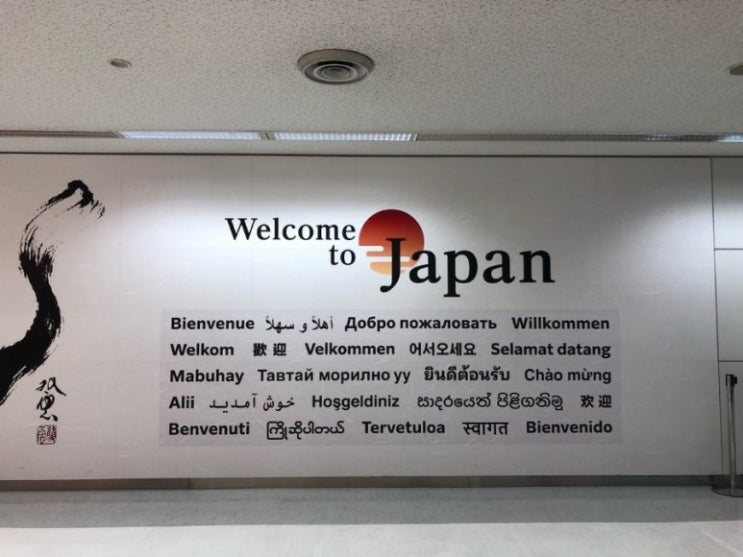 Welcome
to Japan
Bienvenue أهلاً و سهلاً Добро пожаловать Willkommen
Welkom 歡迎 Velkommen 어서오세요 Selamat datang
Mabuhay Тавтай морилно уу ยินดีต้อนรับ Chào mừng
Alii خوش آمدید Hoşgeldiniz සාදරයෙන් පිළිගනිමු 欢迎
Benvenuti ကြိုဆိုပါတယ် Tervetuloa स्वागत Bienvenido